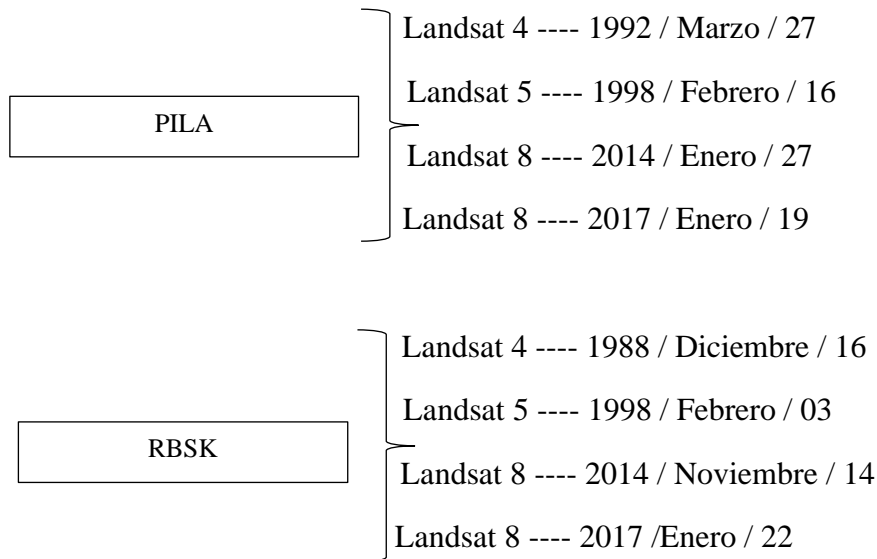 Landsat 4 ---- 1992 / Marzo / 27
Landsat 5 ---- 1998 / Febrero / 16
PILA
Landsat 8 ---- 2014 / Enero / 27
Landsat 8 ---- 2017 / Enero / 19
Landsat 4 ---- 1988 / Diciembre / 16
Landsat 5 ---- 1998 / Febrero / 03
RBSK
Landsat 8 ---- 2014 / Noviembre / 14
Landsat 8 ---- 2017 /Enero / 22